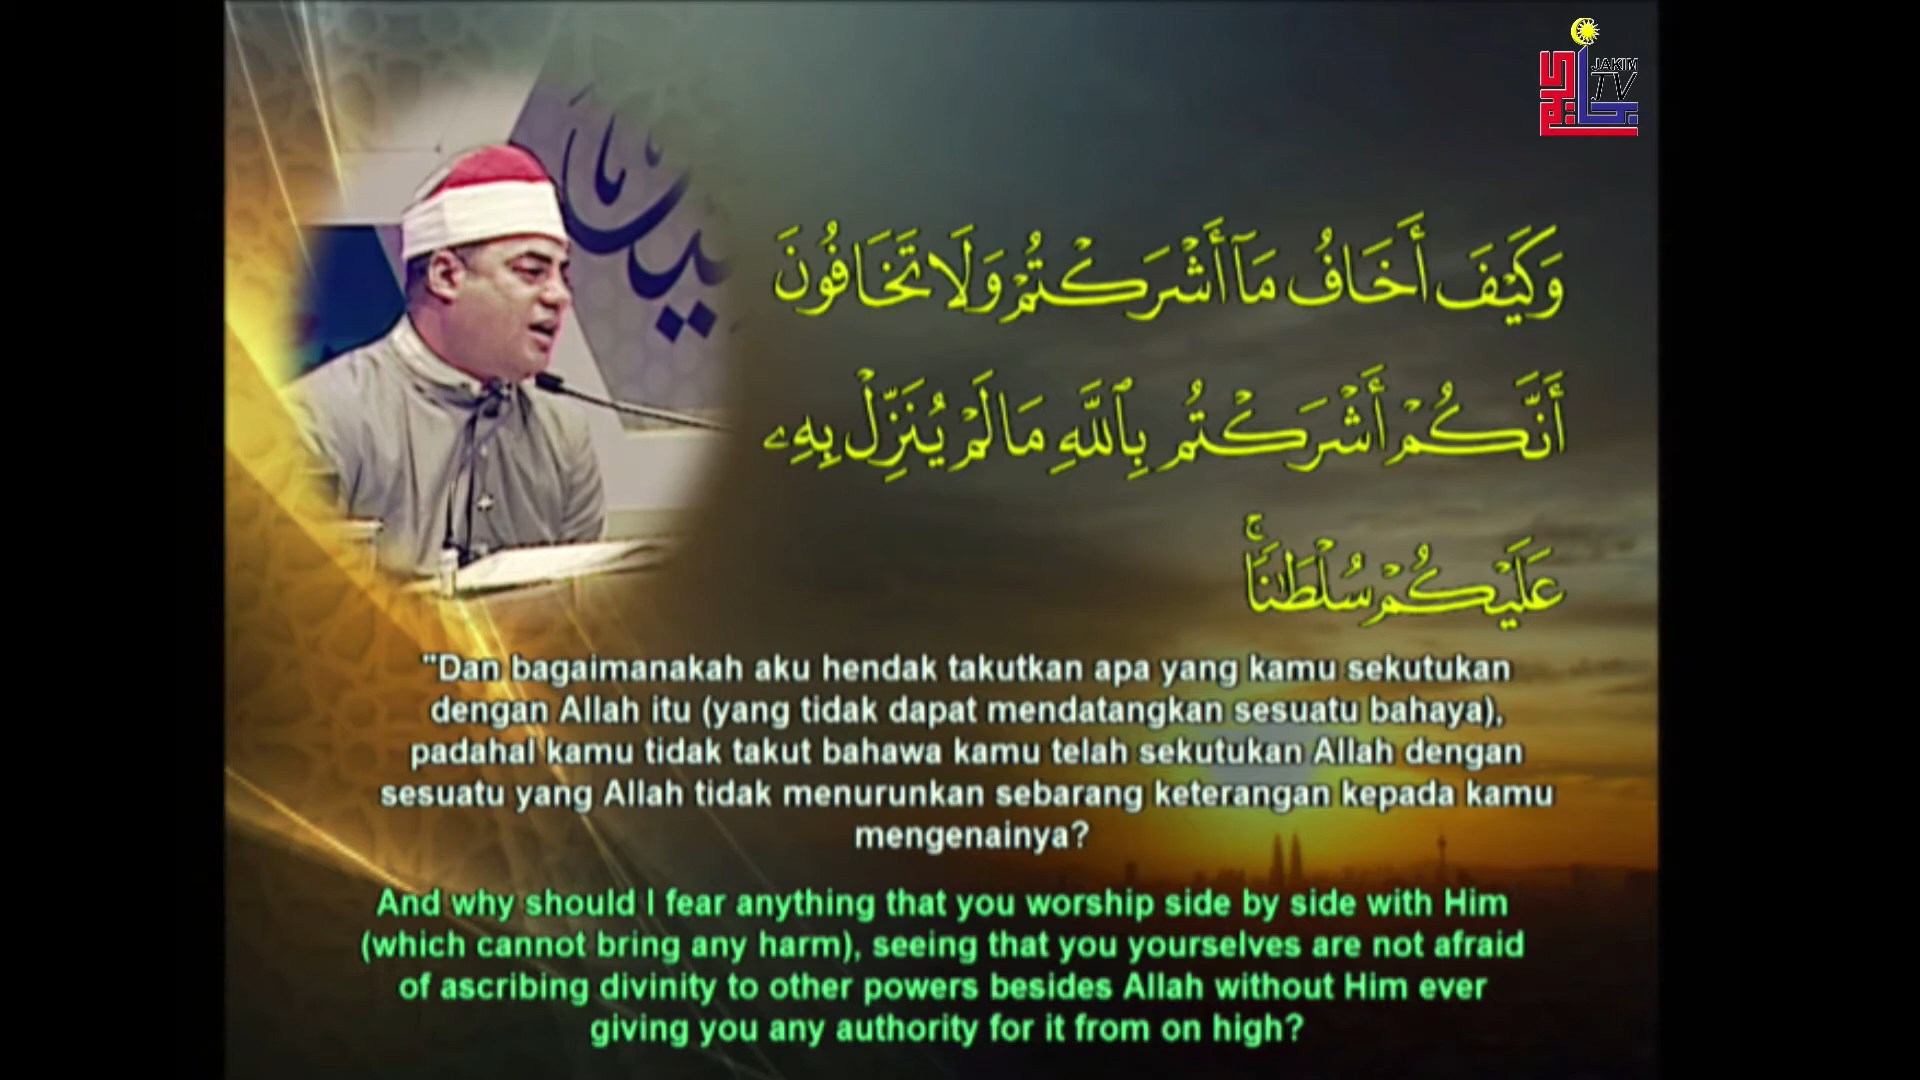 JAKIM
TV
وَكَيْفَ أَخَافُ مَآ أَشْرَكْتُمْ وَلَا تَخَافُونَ
أَنَّكُمْ أَشْرَكْتُم بِٱللَّهِ مَا لَمْ يُنَزِّلْ بِهِۦ
عَلَيْكُمْ سُلْطَٰنًا ۚ
"Dan bagaimanakah aku hendak takutkan apa yang kamu sekutukan
dengan Allah itu (yang tidak dapat mendatangkan sesuatu bahaya),
padahal kamu tidak takut bahawa kamu telah sekutukan Allah dengan
sesuatu yang Allah tidak menurunkan sebarang keterangan kepada kamu
mengenainya?
And why should I fear anything that you worship side by side with Him
(which cannot bring any harm), seeing that you yourselves are not afraid
of ascribing divinity to other powers besides Allah without Him ever
giving you any authority for it from on high?